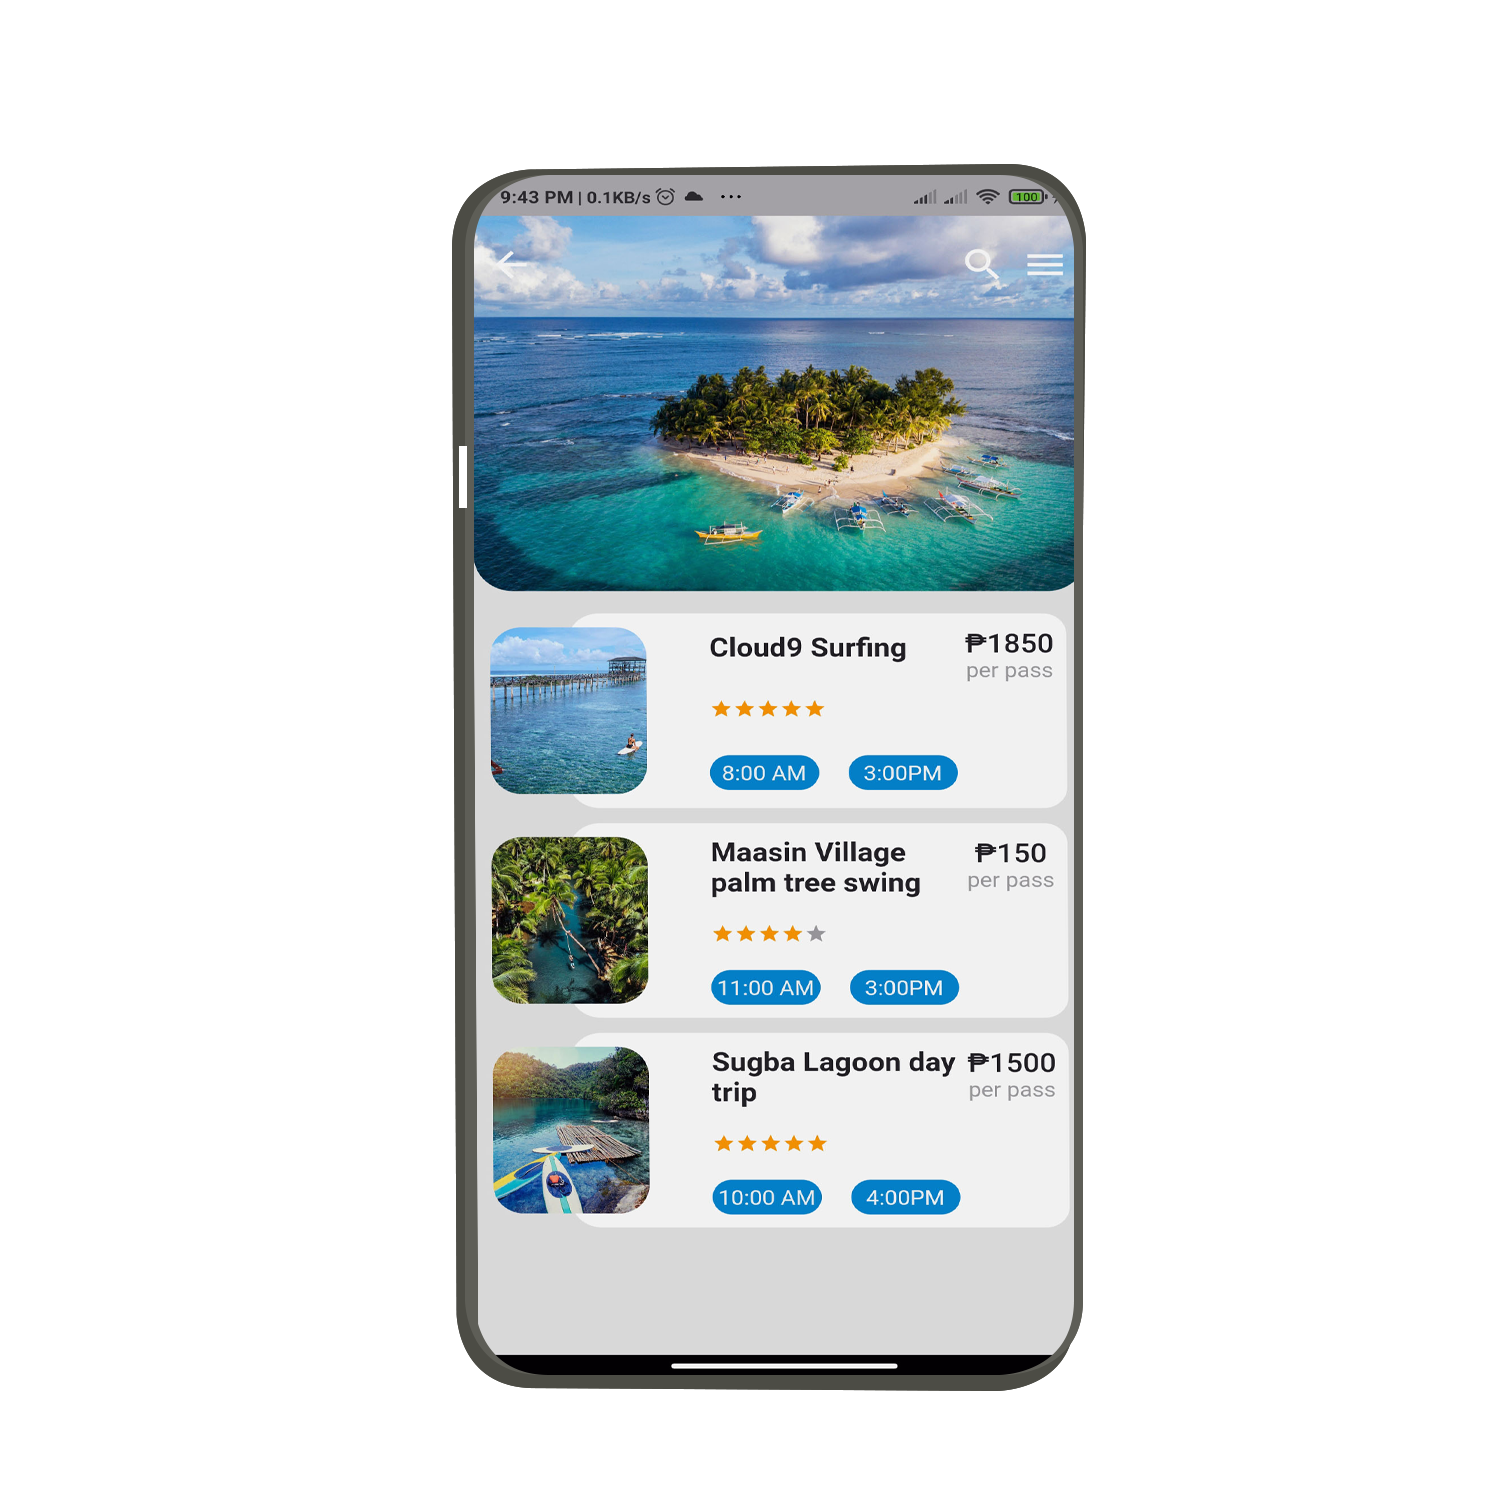 9:43 PM | 0.1KB/s ...
100
Cloud9 Surfing
₱1850
per pass
8:00 AM 3:00PM
Maasin Village
palm tree swing
₱150
per pass
11:00 AM 3:00PM
Sugba Lagoon day
trip
₱1500
per pass
10:00 AM 4:00PM